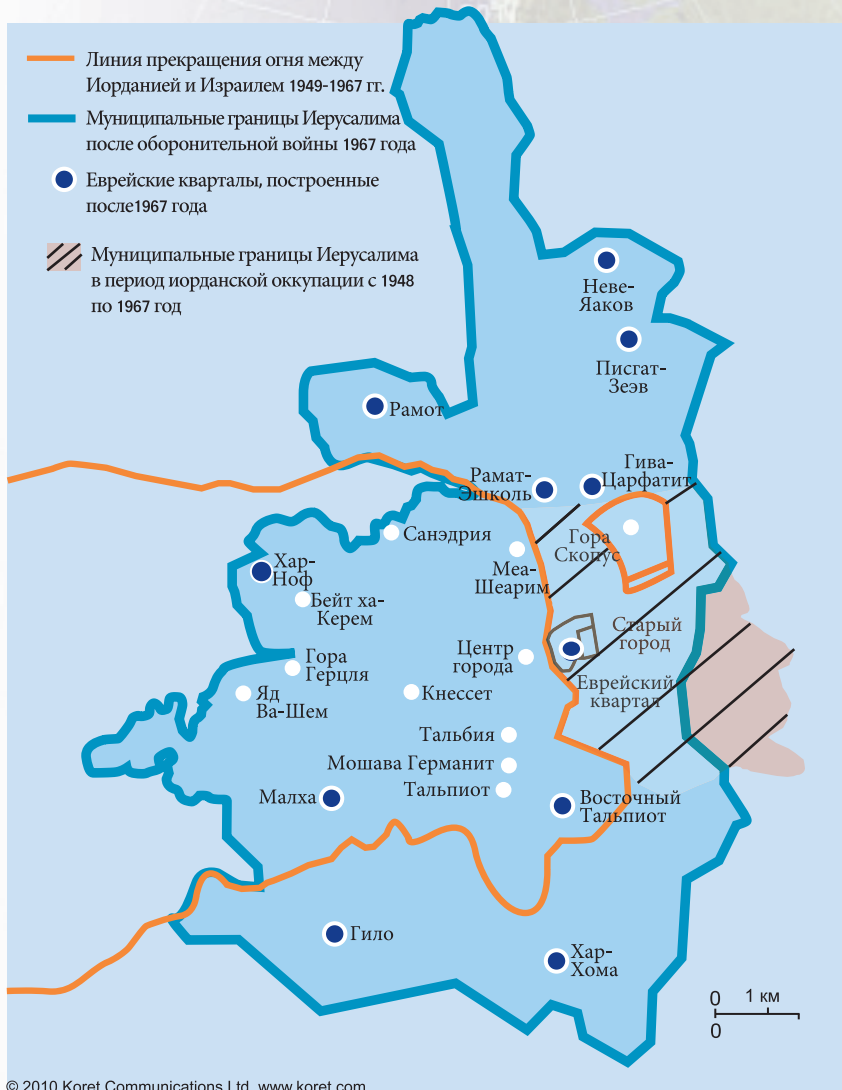 Линия прекращения огня между
Иорданией и Израилем 1949-1967 гг.
Муниципальные границы Иерусалима
после оборонительной войны 1967 года
Еврейские кварталы, построенные
после1967 года
Муниципальные границы Иерусалима
в период иорданской оккупации с 1948
по 1967 год
Неве-
Яаков
Писгат-
Зеэв
Рамот
Рамат-
Эшколь
Гива-
Царфатит
Санэдрия
Гора
Скопус
Меа-
Шеарим
Хар-
Ноф
Бейт ха-
Керем
Старый
город
Центр
города
Гора
Герцля
Еврейский
квартал
Яд
Ва-Шем
Кнессет
Тальбия
Мошава Германит
Тальпиот
Малха
Восточный
Тальпиот
Гило
Хар-
Хома
0 1 км
0
© 2010 Koret Communications Ltd. www.koret.com